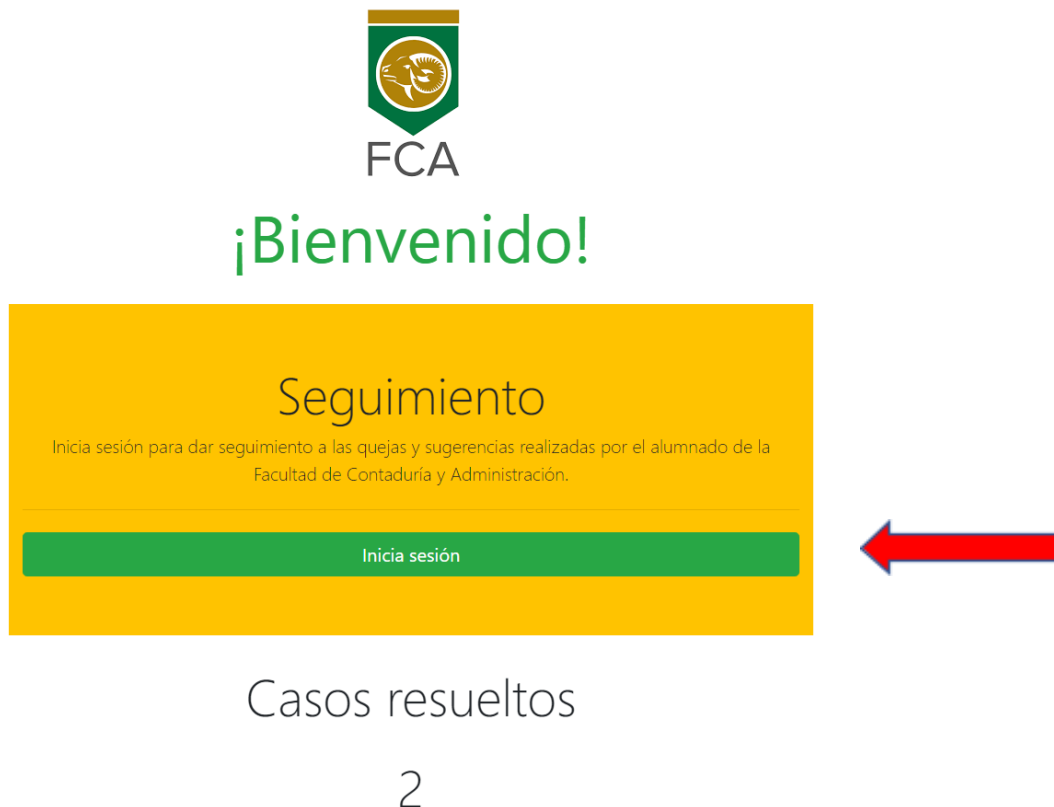 FCA
¡Bienvenido!
Seguimiento
Inicia sesión para dar seguimiento a las quejas y sugerencias realizadas por el alumnado de la
Facultad de Contaduría y Administración.
Inicia sesión
Casos resueltos
2